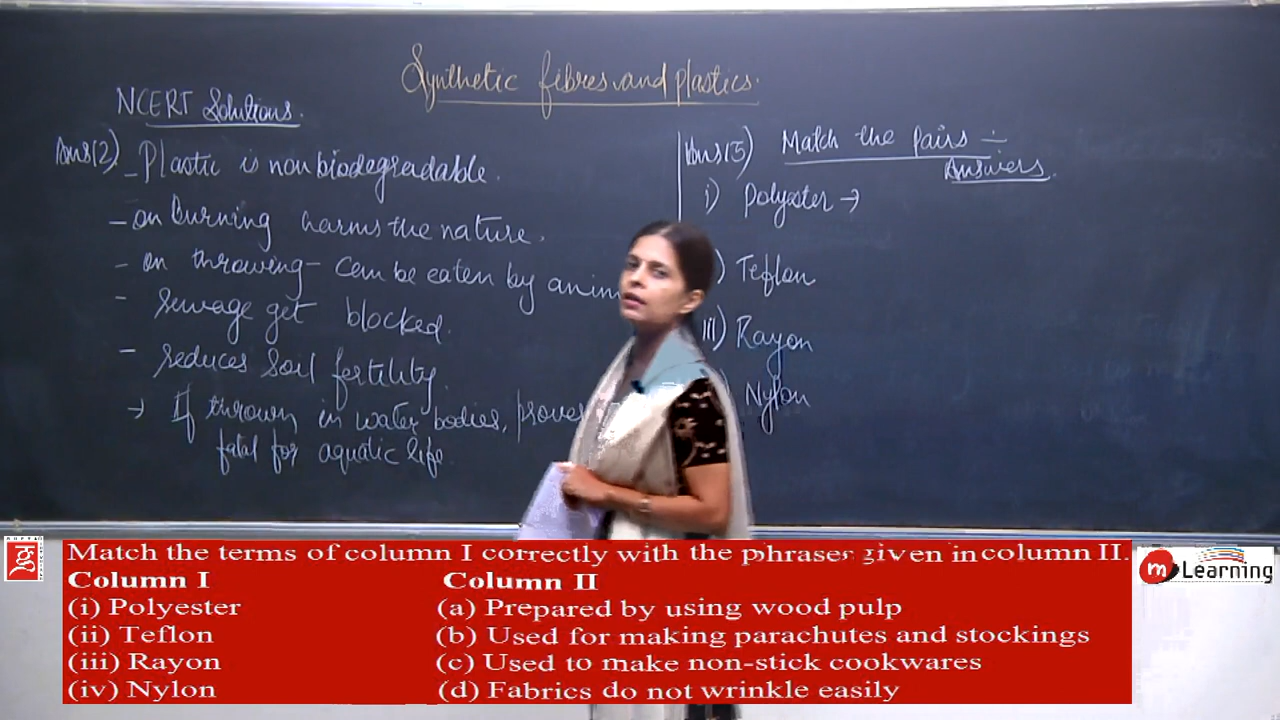 Synthetic fibres and plastics.
NCERT Solutions.
Ans(2) - Plastic is non biodegradable.
- on Burning harms the nature.
- on throwing - can be eaten by anim
- Sewage get blocked.
- reduces soil fertility.
→ If thrown in water bodies, proves
fatal for aquatic life.
Ans(5) Match the pairs :-
Answers.
i) Polyester →
) Teflon
iii) Rayon
) Nylon
Match the terms of column I correctly with the phrases given in column II.
Column I Column II
(i) Polyester (a) Prepared by using wood pulp
(ii) Teflon (b) Used for making parachutes and stockings
(iii) Rayon (c) Used to make non-stick cookwares
(iv) Nylon (d) Fabrics do not wrinkle easily
m Learning